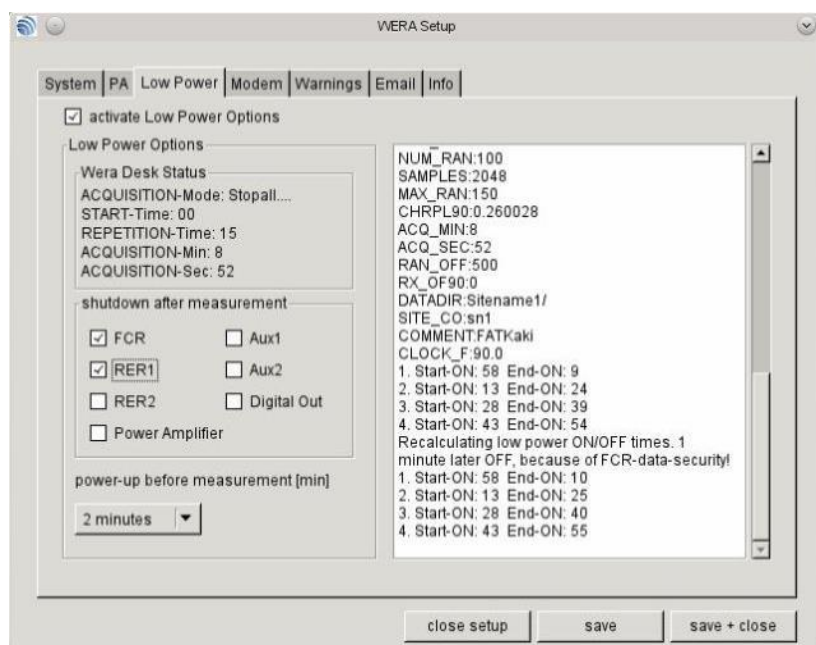 WERA Setup
System PA Low Power Modem Warnings Email Info
activate Low Power Options
Low Power Options
Wera Desk Status
ACQUISITION-Mode: Stopall....
START-Time: 00
REPETITION-Time: 15
ACQUISITION-Min: 8
ACQUISITION-Sec: 52
shutdown after measurement
FCR Aux1
RER1 Aux2
RER2 Digital Out
Power Amplifier
power-up before measurement [min]
2 minutes
NUM_RAN:100
SAMPLES:2048
MAX_RAN:150
CHRPL90:0.260028
ACQ_MIN:8
ACQ_SEC:52
RAN_OFF:500
RX_OF90:0
DATADIR:Sitename1/
SITE_CO:sn1
COMMENT:FATKaki
CLOCK_F:90.0
1. Start-ON: 58 End-ON: 9
2. Start-ON: 13 End-ON: 24
3. Start-ON: 28 End-ON: 39
4. Start-ON: 43 End-ON: 54
Recalculating low power ON/OFF times. 1
minute later OFF, because of FCR-data-security!
1. Start-ON: 58 End-ON: 10
2. Start-ON: 13 End-ON: 25
3. Start-ON: 28 End-ON: 40
4. Start-ON: 43 End-ON: 55
close setup save save + close